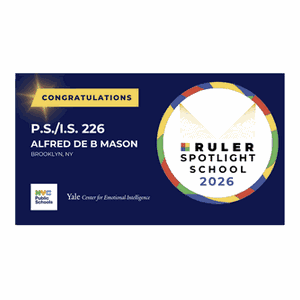 CONGRATULATIONS
P.S./I.S. 226
ALFRED DE B MASON
BROOKLYN, NY
NYC
Public
Schools
Yale Center for Emotional Intelligence
RULER
SPOTLIGHT
SCHOOL
2026